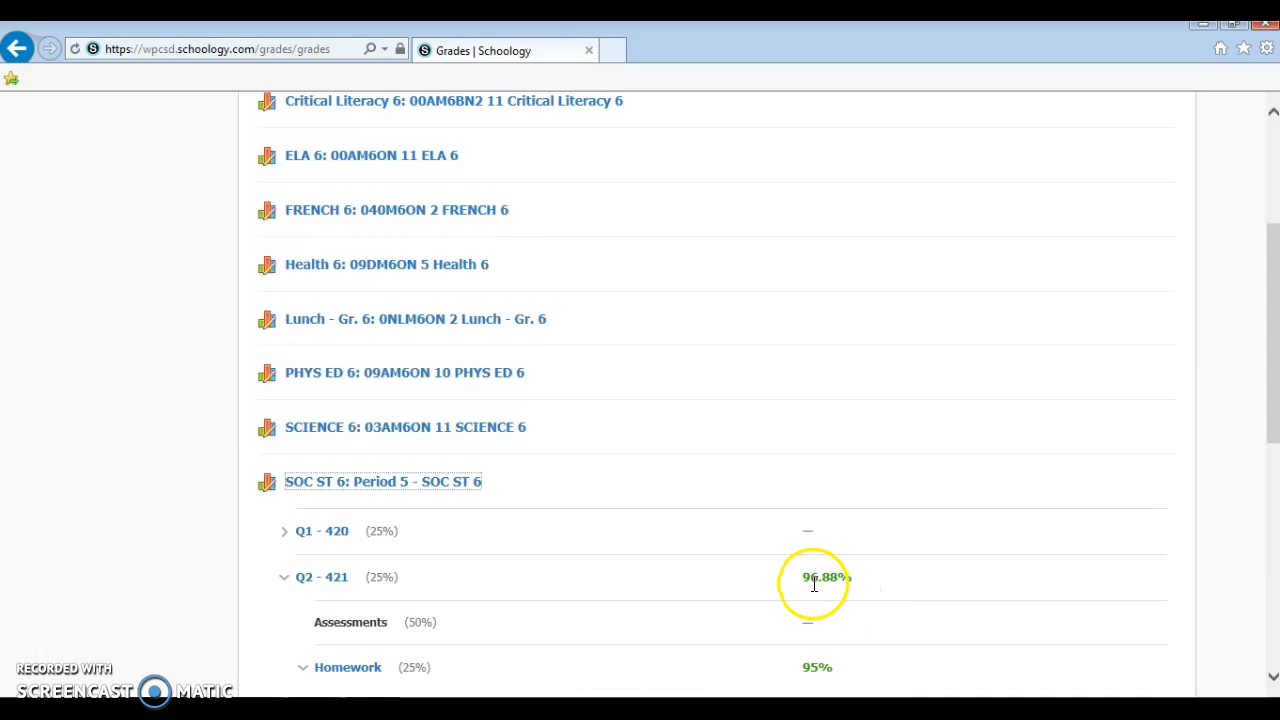 https://wpcsd.schoology.com/grades/grades
Grades | Schoology
Critical Literacy 6: 00AM6BN2 11 Critical Literacy 6
ELA 6: 00AM6ON 11 ELA 6
FRENCH 6: 040M6ON 2 FRENCH 6
Health 6: 09DM6ON 5 Health 6
Lunch - Gr. 6: 0NLM6ON 2 Lunch - Gr. 6
PHYS ED 6: 09AM6ON 10 PHYS ED 6
SCIENCE 6: 03AM6ON 11 SCIENCE 6
SOC ST 6: Period 5 - SOC ST 6
Q1 - 420 (25%) —
Q2 - 421 (25%) 96.88%
Assessments (50%) —
Homework (25%) 95%
RECORDED WITH
SCREENCAST MATIC